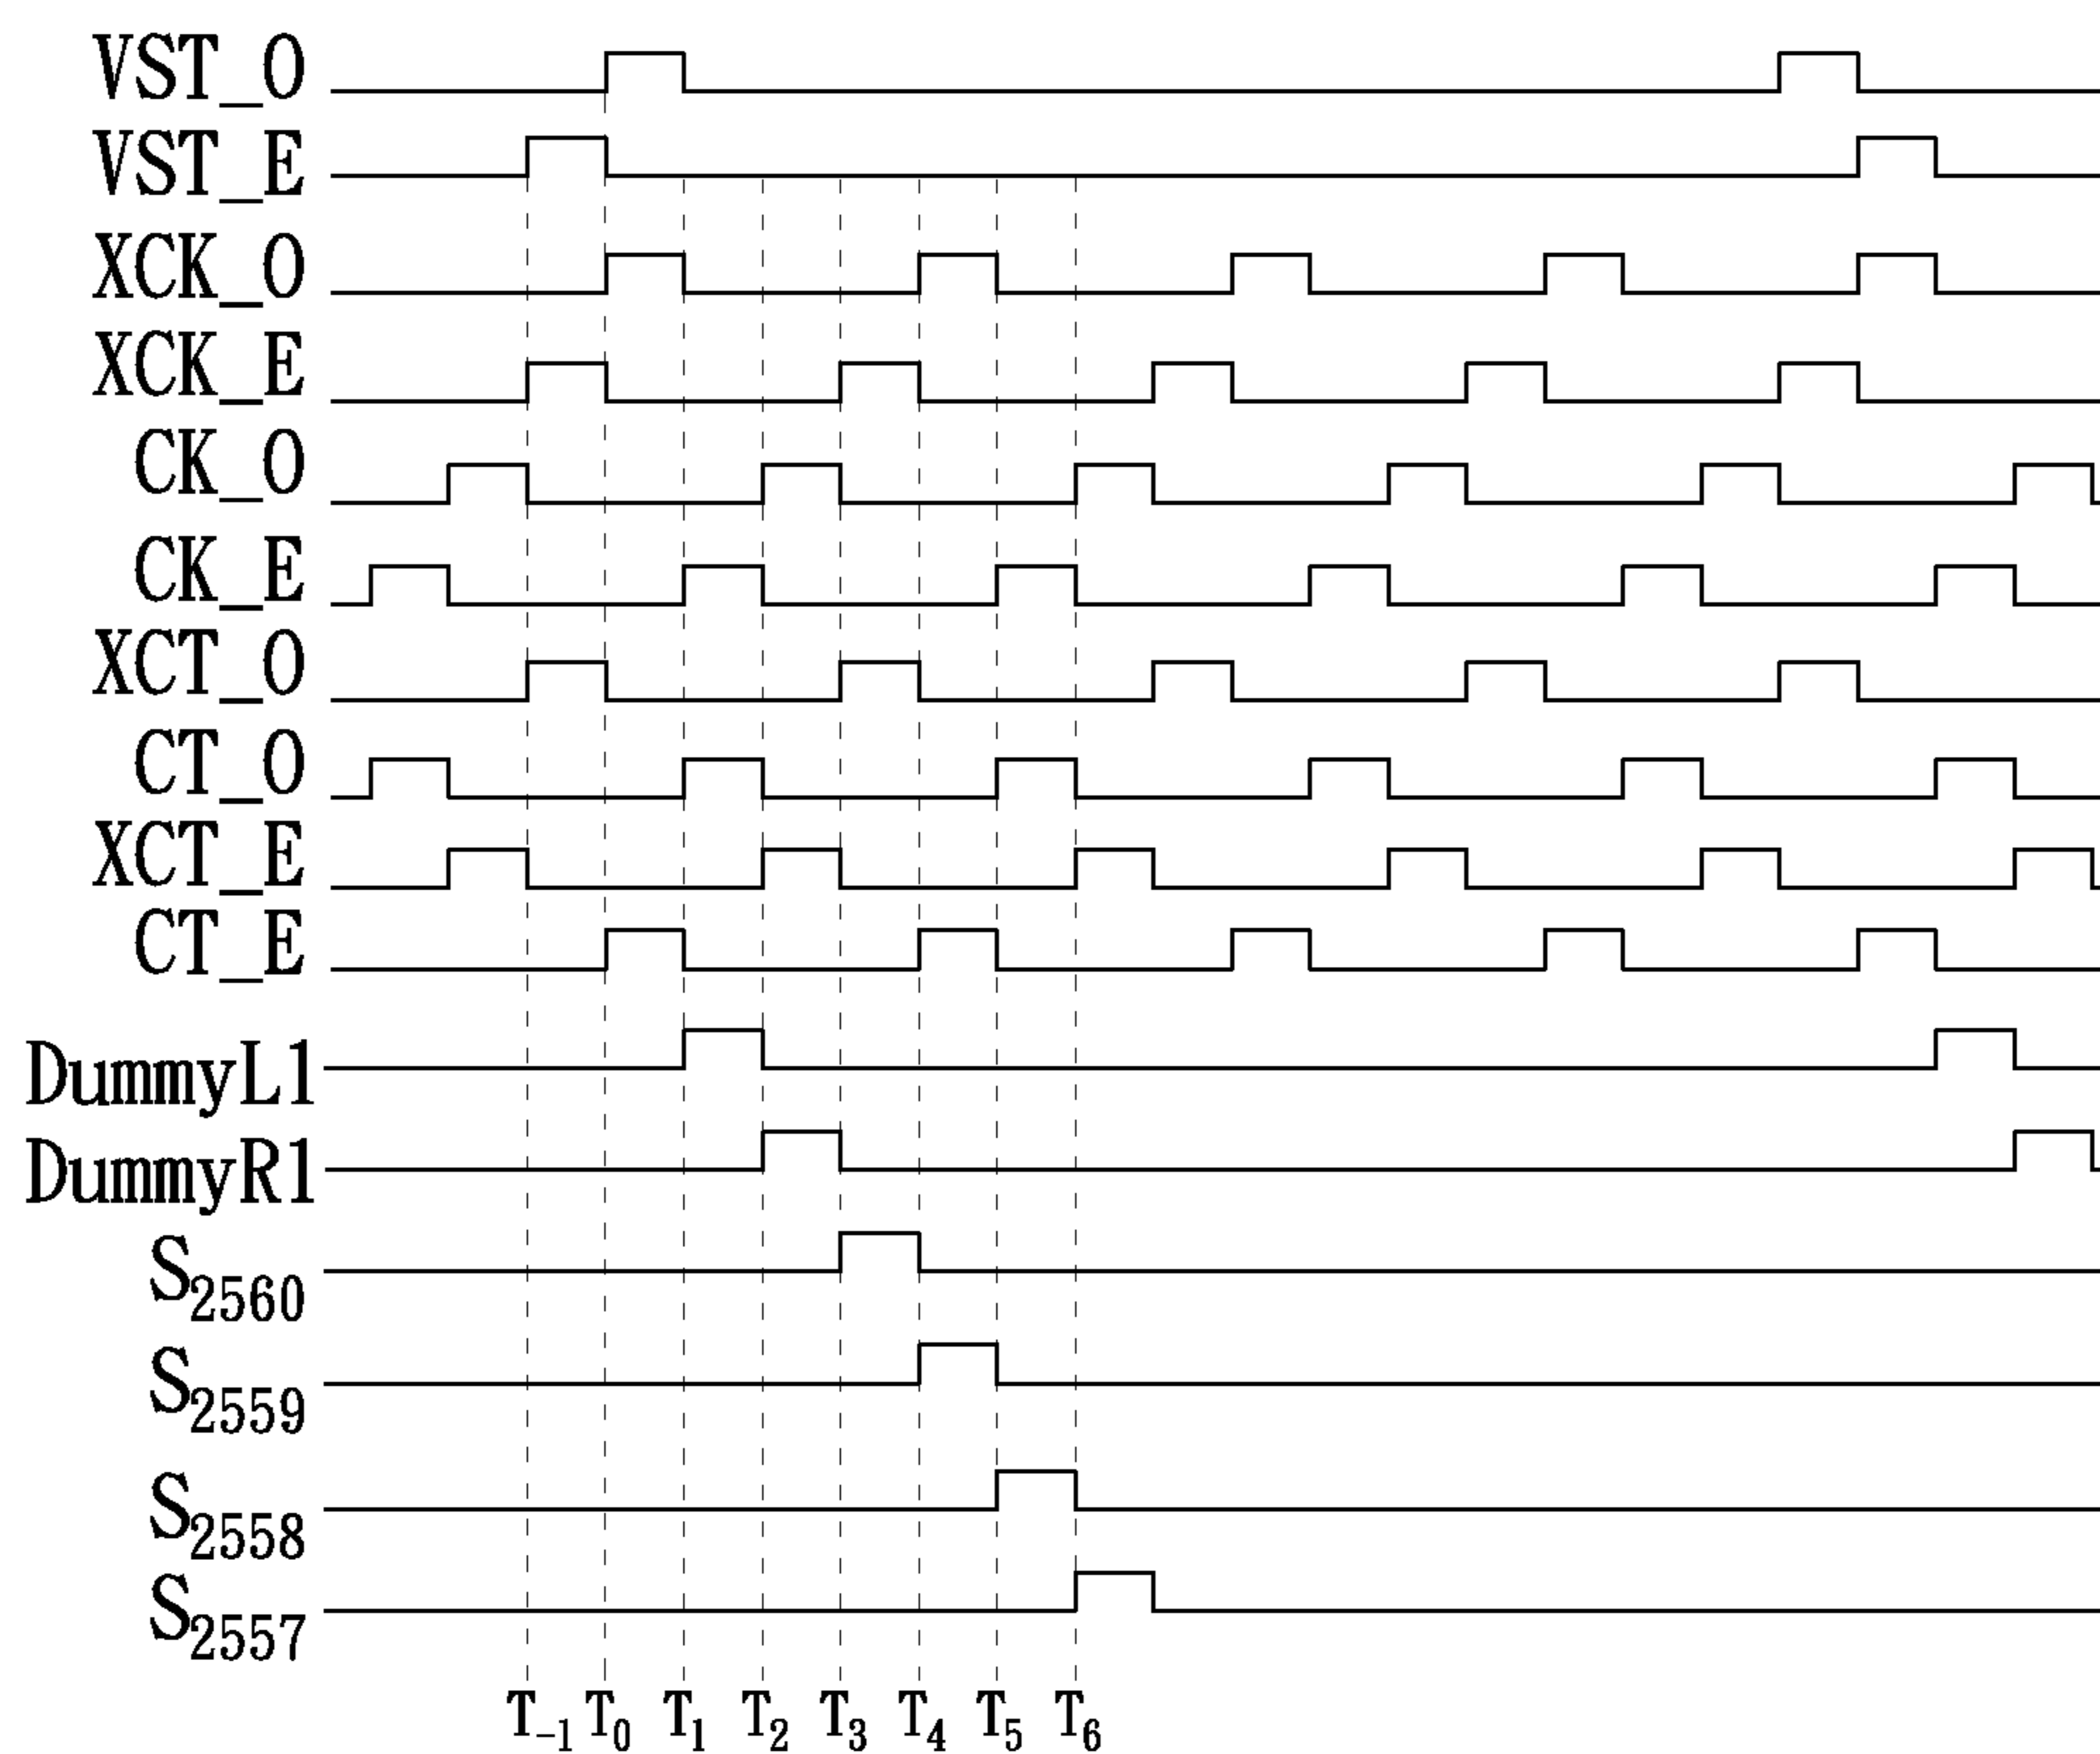 VST_O
VST_E
XCK_O
XCK_E
CK_O
CK_E
XCT_O
CT_O
XCT_E
CT_E
DummyL1
DummyR1
S2560
S2559
S2558
S2557
T-1 T0 T1 T2 T3 T4 T5 T6